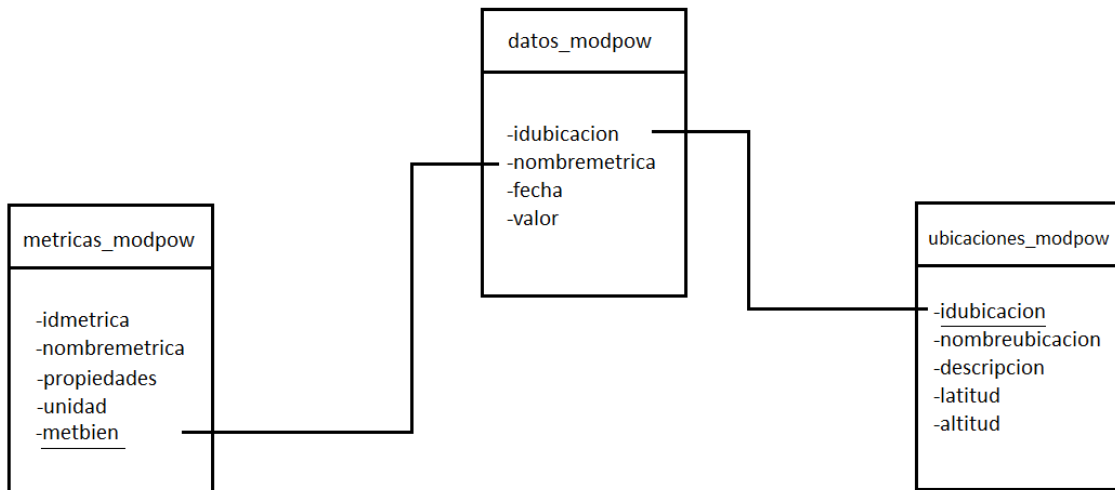 datos_modpow
-idubicacion
-nombremetrica
-fecha
-valor
metricas_modpow
-idmetrica
-nombremetrica
-propiedades
-unidad
-metbien
ubicaciones_modpow
-idubicacion
-nombreubicacion
-descripcion
-latitud
-altitud